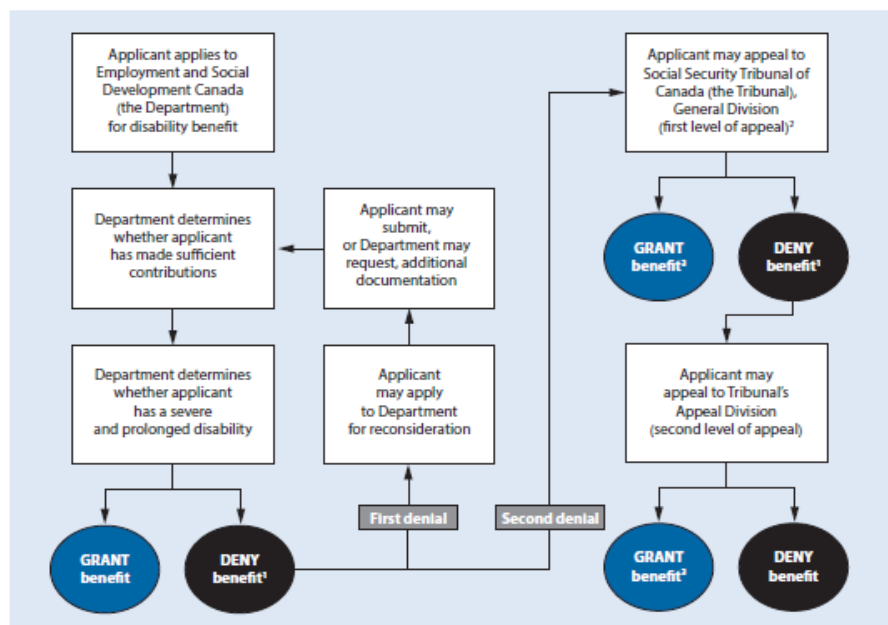 Applicant applies to
Employment and Social
Development Canada
(the Department)
for disability benefit
Department determines
whether applicant
has made sufficient
contributions
Department determines
whether applicant
has a severe
and prolonged disability
GRANT
benefit
DENY
benefit¹
Applicant may
submit,
or Department may
request, additional
documentation
Applicant
may apply
to Department
for reconsideration
First denial
Second denial
Applicant may appeal to
Social Security Tribunal of
Canada (the Tribunal),
General Division
(first level of appeal)²
GRANT
benefit³
DENY
benefit¹
Applicant may
appeal to Tribunal's
Appeal Division
(second level of appeal)
GRANT
benefit³
DENY
benefit